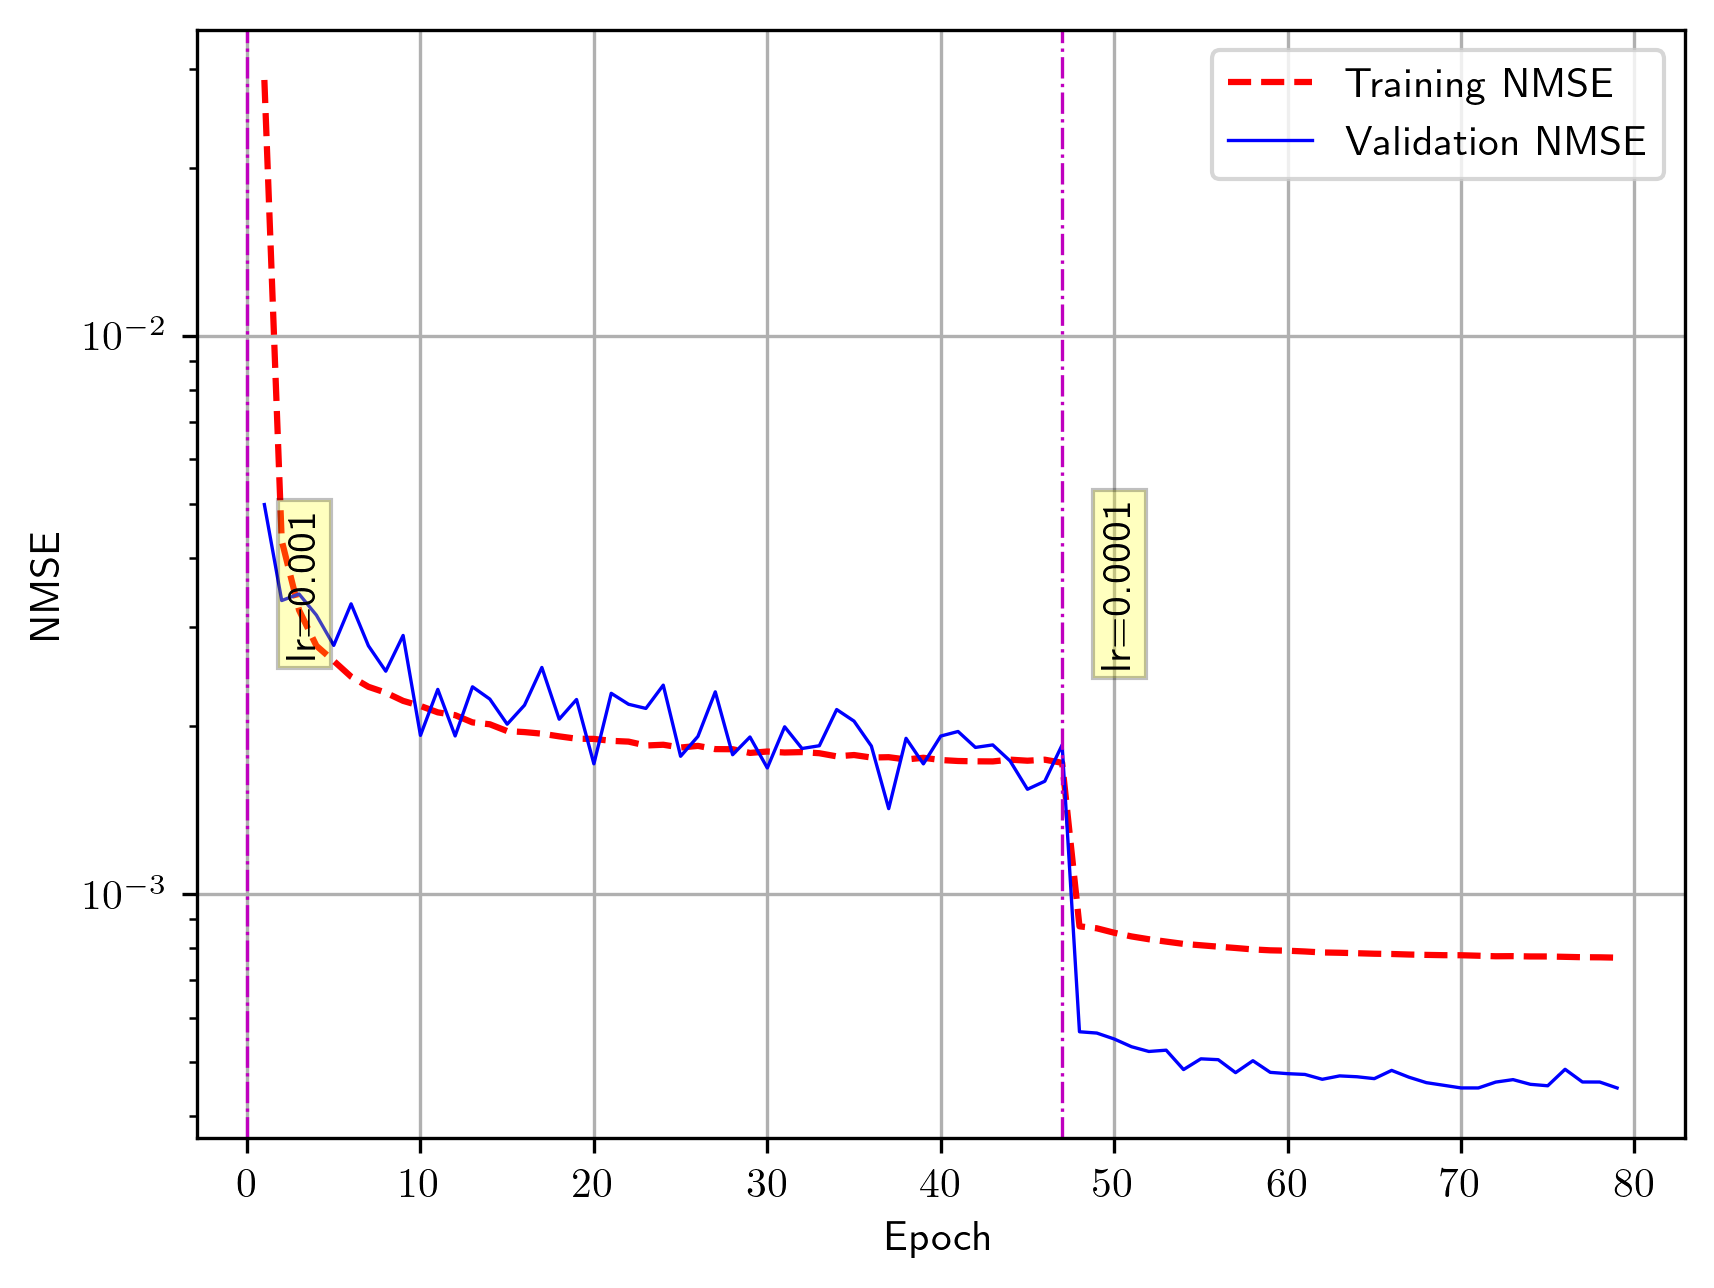 Training NMSE
Validation NMSE
10⁻²
10⁻³
NMSE
lr=0.001
lr=0.0001
0 10 20 30 40 50 60 70 80
Epoch